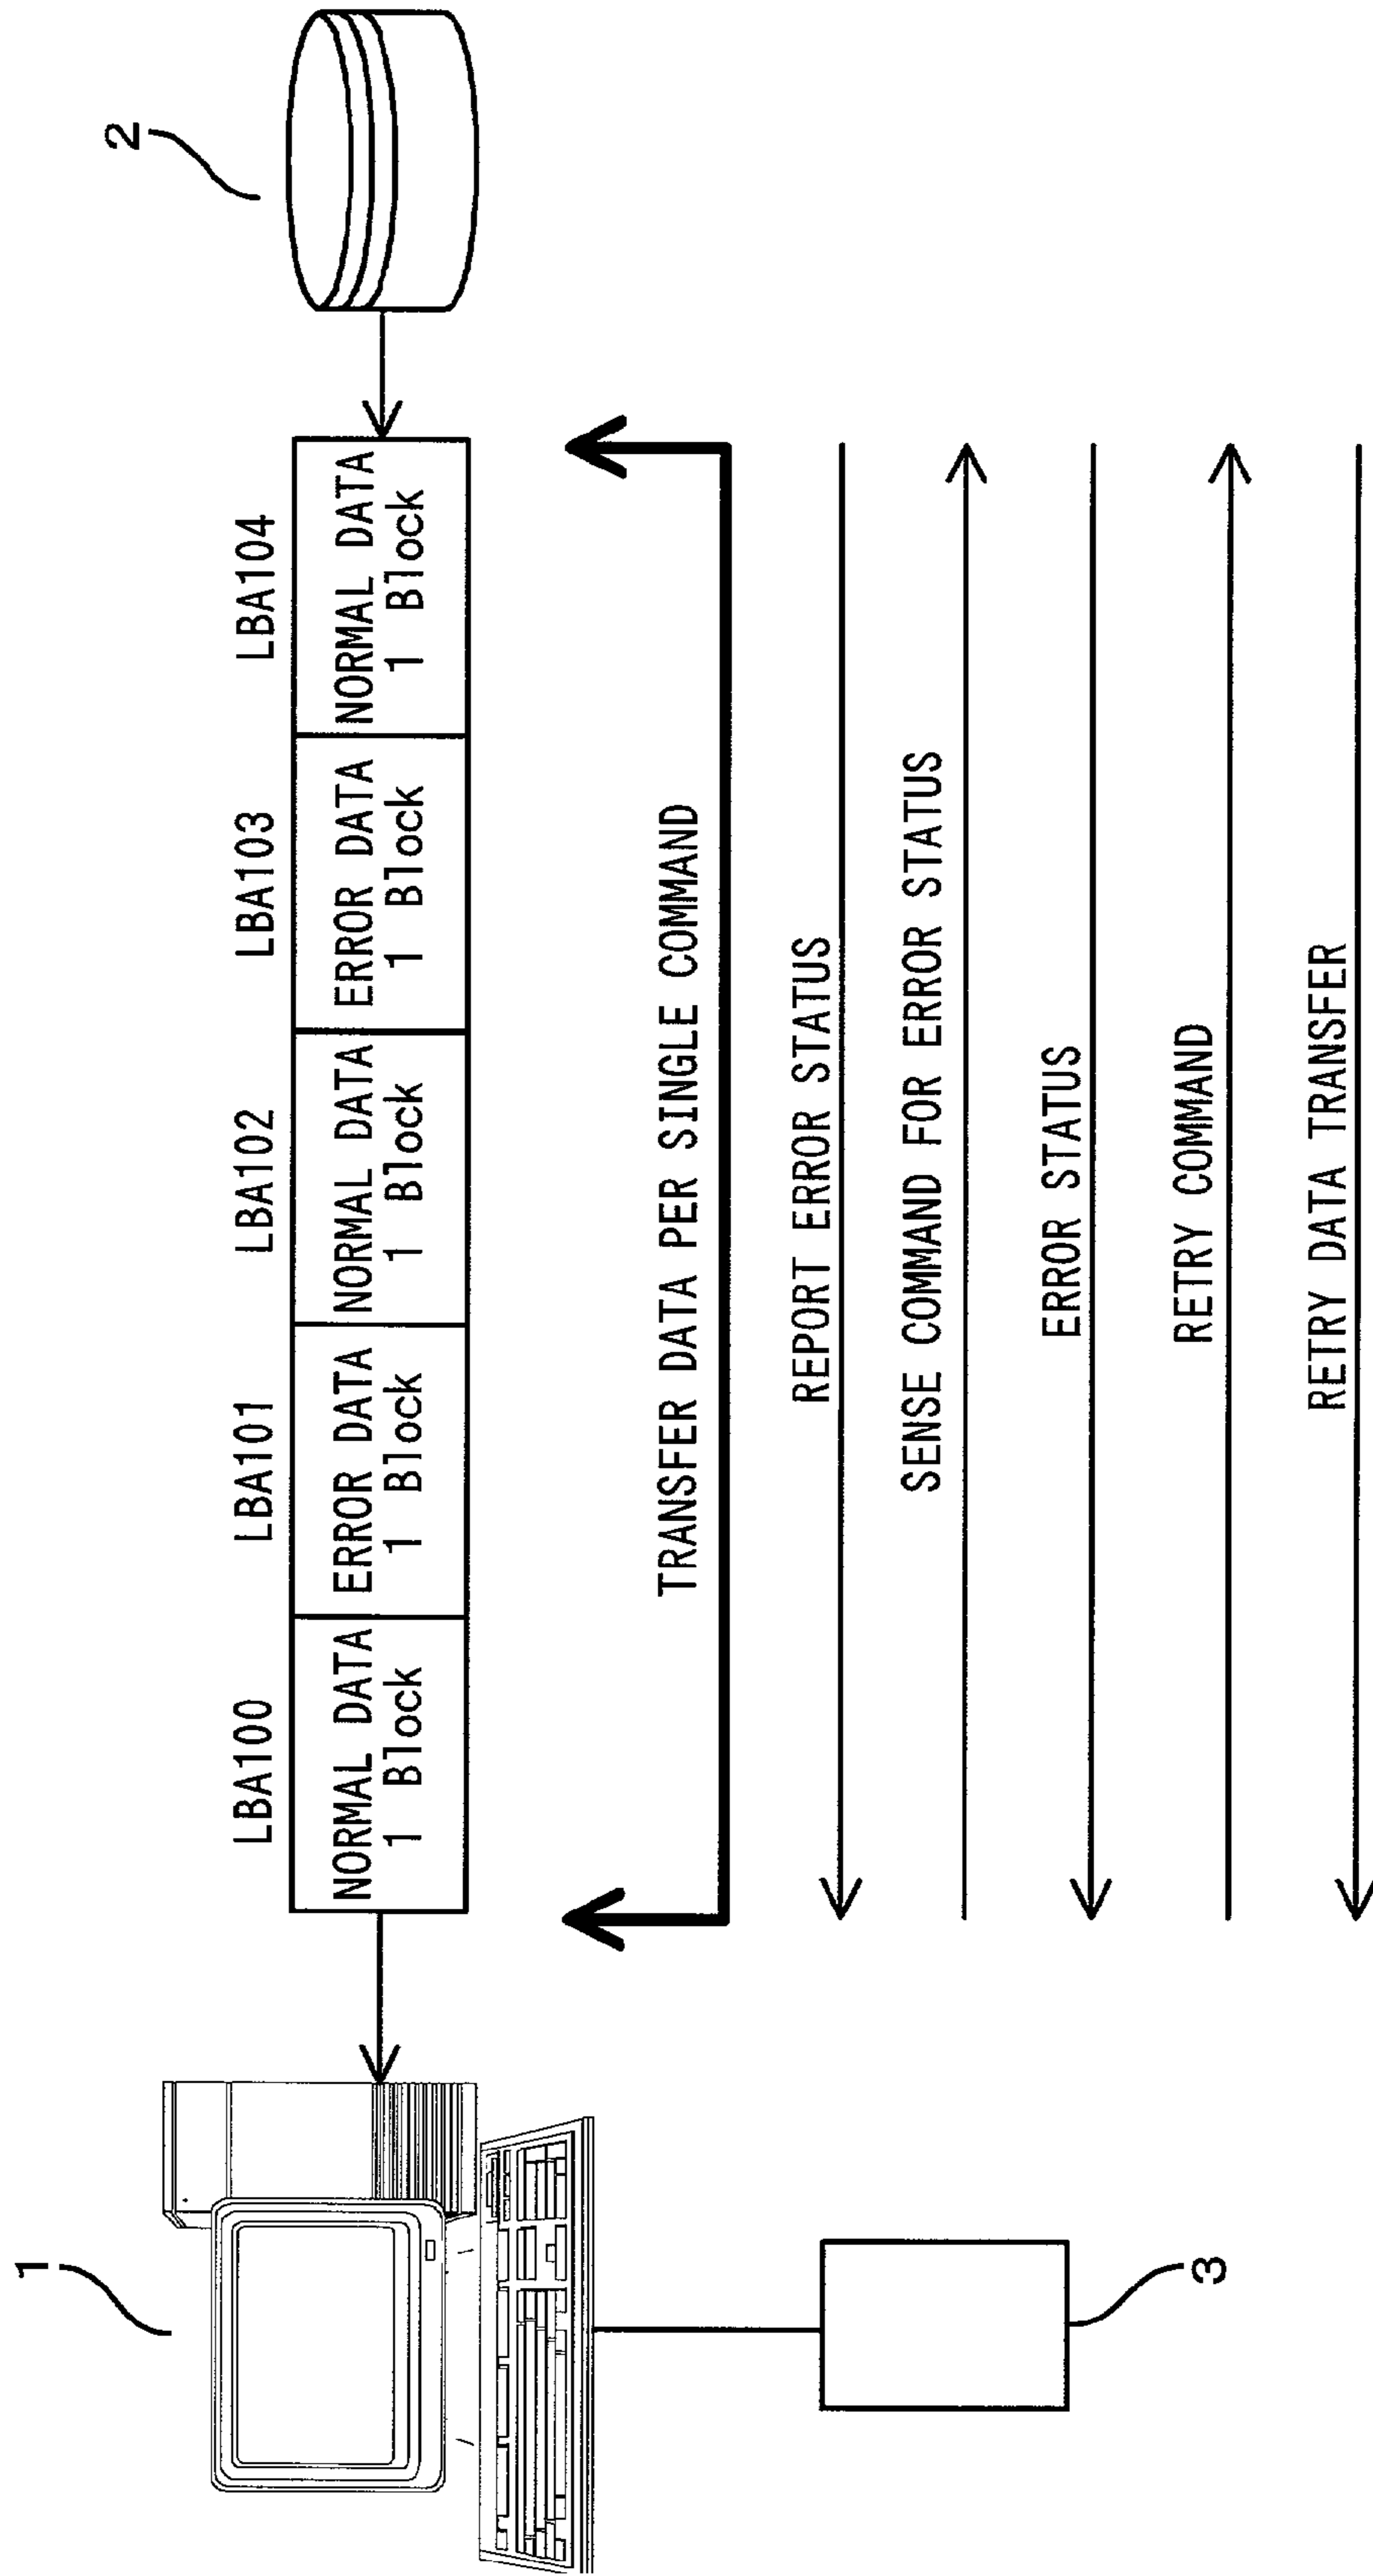 1
2
LBA100
LBA101
LBA102
LBA103
LBA104
NORMAL DATA
1 Block
ERROR DATA
1 Block
NORMAL DATA
1 Block
ERROR DATA
1 Block
NORMAL DATA
1 Block
TRANSFER DATA PER SINGLE COMMAND
REPORT ERROR STATUS
SENSE COMMAND FOR ERROR STATUS
ERROR STATUS
RETRY COMMAND
3
RETRY DATA TRANSFER